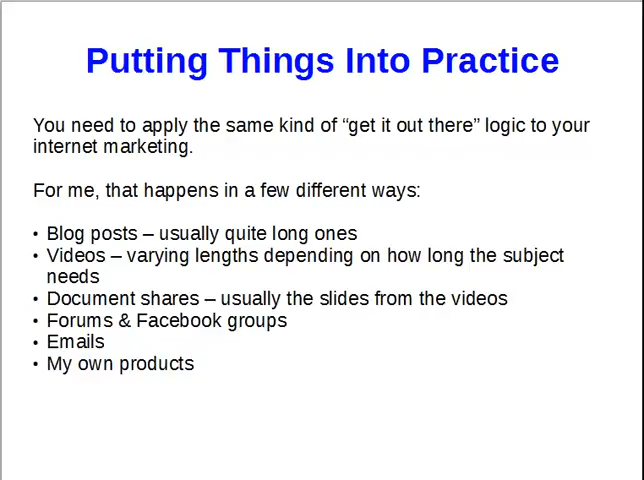 Putting Things Into Practice
You need to apply the same kind of “get it out there” logic to your
internet marketing.
For me, that happens in a few different ways:
• Blog posts – usually quite long ones
• Videos – varying lengths depending on how long the subject
needs
• Document shares – usually the slides from the videos
• Forums & Facebook groups
• Emails
• My own products